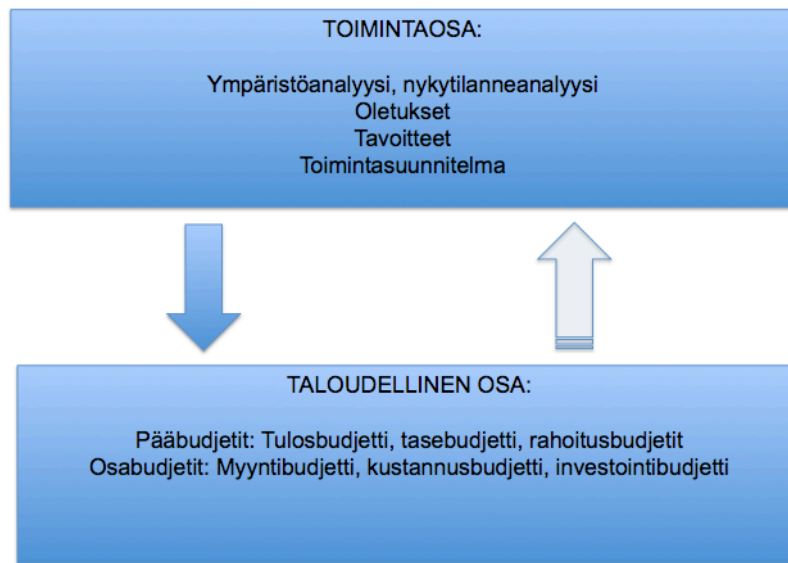 TOIMINTAOSA:
Ympäristöanalyysi, nykytilanneanalyysi
Oletukset
Tavoitteet
Toimintasuunnitelma
TALOUDELLINEN OSA:
Pääbudjetit: Tulosbudjetti, tasebudjetti, rahoitusbudjetit
Osabudjetit: Myyntibudjetti, kustannusbudjetti, investointibudjetti